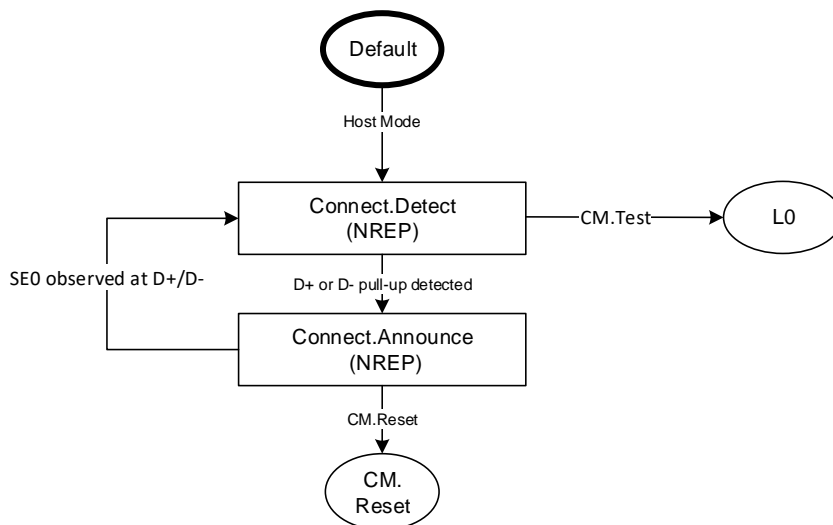 Default
Host Mode
Connect.Detect
(NREP)
CM.Test
L0
SE0 observed at D+/D-
D+ or D- pull-up detected
Connect.Announce
(NREP)
CM.Reset
CM.
Reset